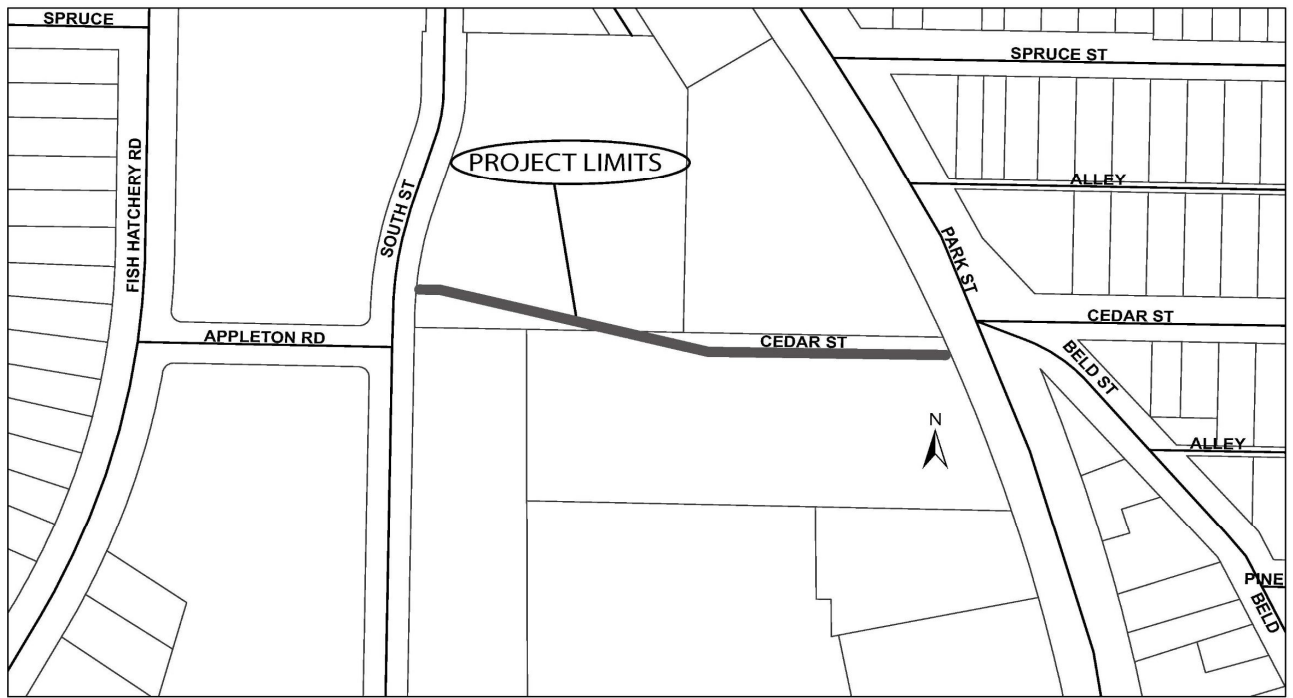 SPRUCE
SPRUCE ST
FISH HATCHERY RD
PROJECT LIMITS
ALLEY
SOUTH ST
PARK ST
CEDAR ST
APPLETON RD
CEDAR ST
BELD ST
N
ALLEY
PINE
BELD